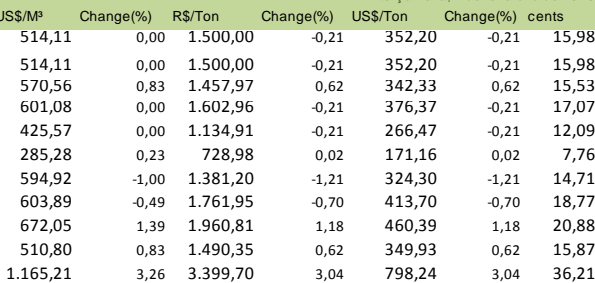 US$/M³ Change(%) R$/Ton Change(%) US$/Ton Change(%) cents
514,11 0,00 1.500,00 -0,21 352,20 -0,21 15,98
514,11 0,00 1.500,00 -0,21 352,20 -0,21 15,98
570,56 0,83 1.457,97 0,62 342,33 0,62 15,53
601,08 0,00 1.602,96 -0,21 376,37 -0,21 17,07
425,57 0,00 1.134,91 -0,21 266,47 -0,21 12,09
285,28 0,23 728,98 0,02 171,16 0,02 7,76
594,92 -1,00 1.381,20 -1,21 324,30 -1,21 14,71
603,89 -0,49 1.761,95 -0,70 413,70 -0,70 18,77
672,05 1,39 1.960,81 1,18 460,39 1,18 20,88
510,80 0,83 1.490,35 0,62 349,93 0,62 15,87
1.165,21 3,26 3.399,70 3,04 798,24 3,04 36,21